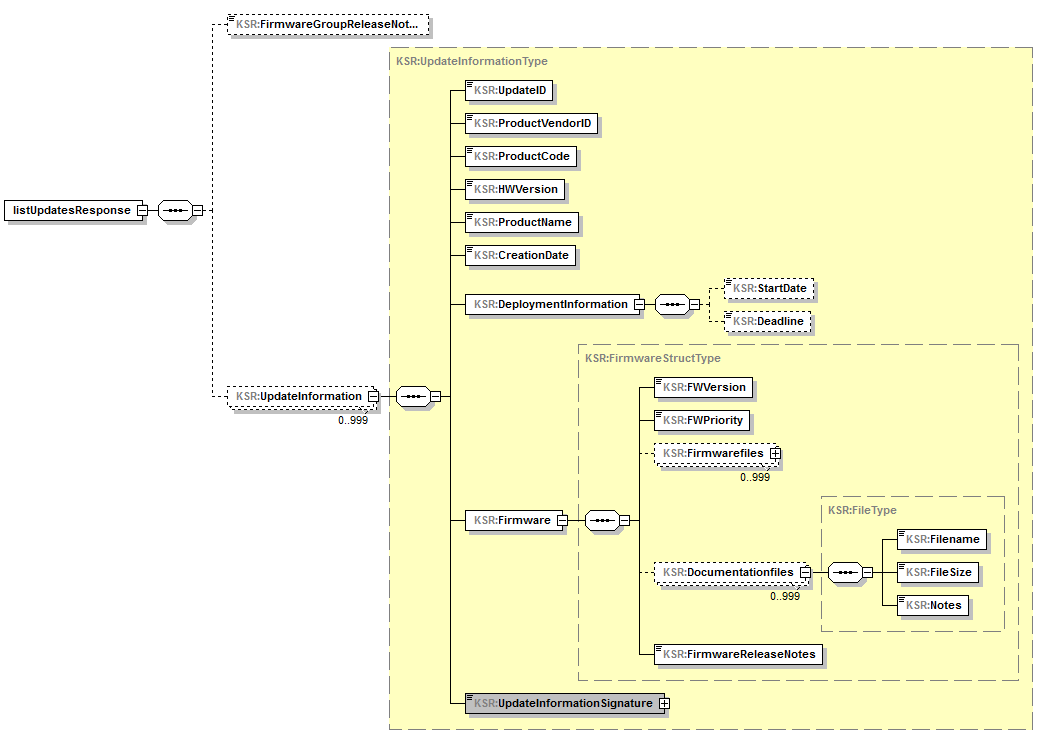 KSR:FirmwareGroupReleaseNot...
KSR:UpdateInformationType
KSR:UpdateID
KSR:ProductVendorID
KSR:ProductCode
KSR:HWVersion
listUpdatesResponse
KSR:ProductName
KSR:CreationDate
KSR:DeploymentInformation
KSR:StartDate
KSR:Deadline
KSR:FirmwareStructType
KSR:FWVersion
KSR:UpdateInformation
0..999
KSR:FWPriority
KSR:Firmwarefiles
0..999
KSR:Firmware
KSR:FileType
KSR:Filename
KSR:Documentationfiles
0..999
KSR:FileSize
KSR:Notes
KSR:FirmwareReleaseNotes
KSR:UpdateInformationSignature